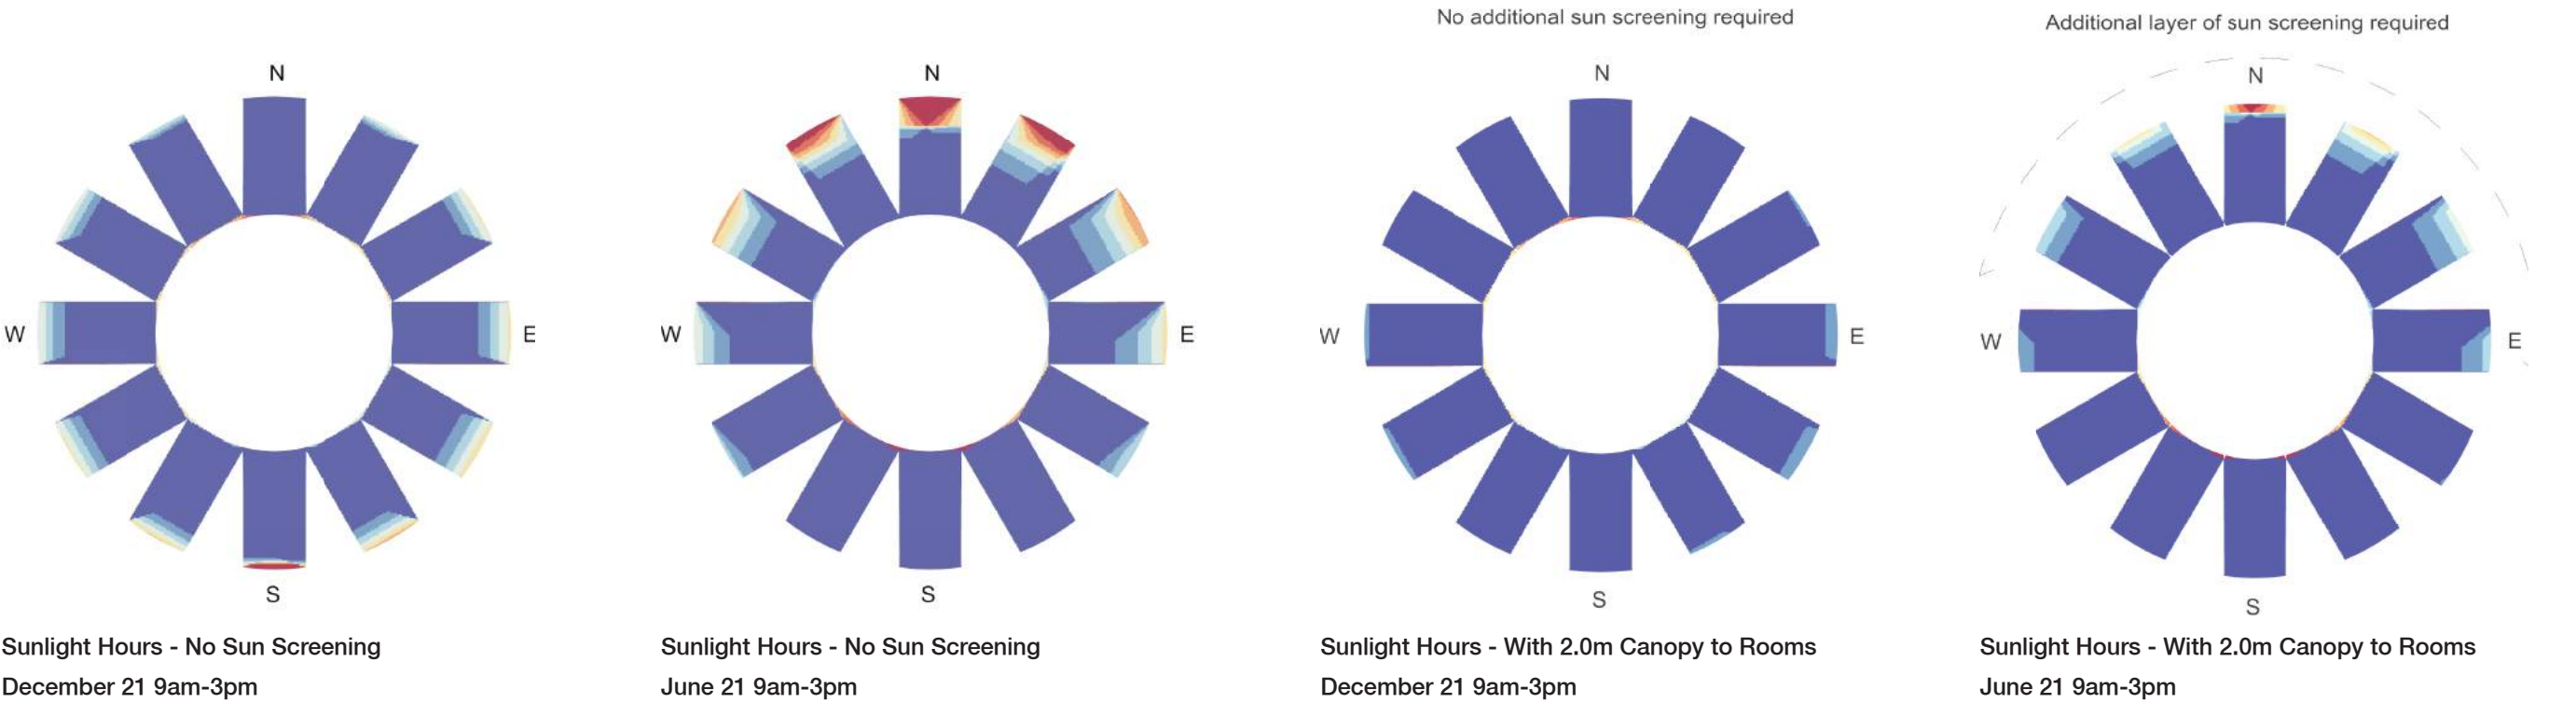 No additional sun screening required
Additional layer of sun screening required
N
N
N
N
W
E
W
E
W
E
W
E
S
S
S
S
Sunlight Hours - No Sun Screening
December 21 9am-3pm
Sunlight Hours - No Sun Screening
June 21 9am-3pm
Sunlight Hours - With 2.0m Canopy to Rooms
December 21 9am-3pm
Sunlight Hours - With 2.0m Canopy to Rooms
June 21 9am-3pm